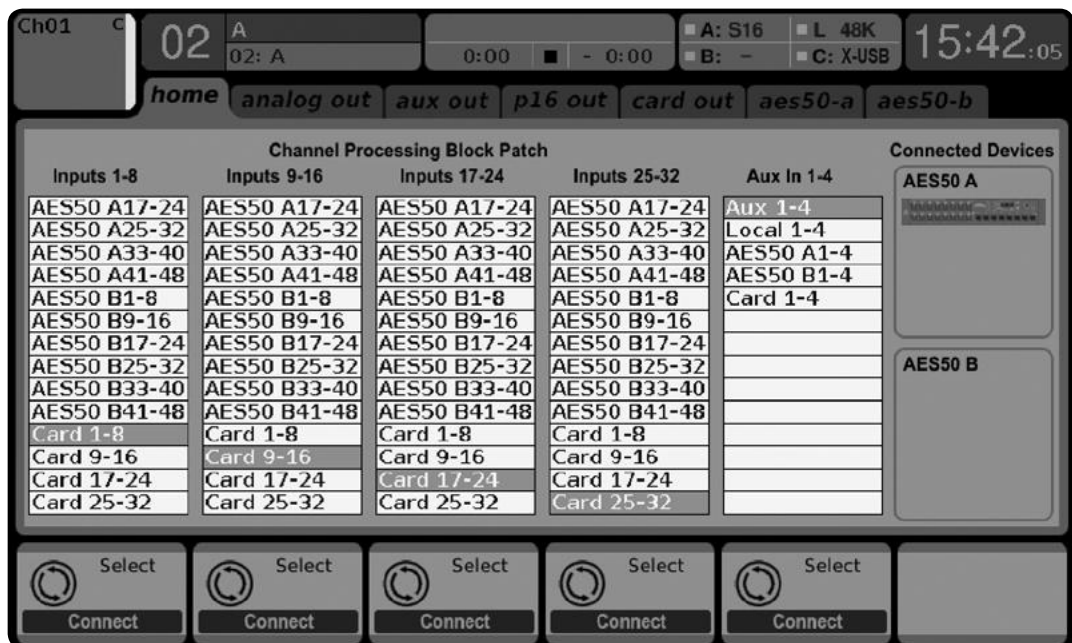 Ch01 C
02
A
02: A
0:00 - 0:00
A: S16 L 48K
B: - C: X-USB
15:42:05
home analog out aux out p16 out card out aes50-a aes50-b
Channel Processing Block Patch
Connected Devices
Inputs 1-8 Inputs 9-16 Inputs 17-24 Inputs 25-32 Aux In 1-4
AES50 A
AES50 A17-24 AES50 A17-24 AES50 A17-24 AES50 A17-24 Aux 1-4
AES50 A25-32 AES50 A25-32 AES50 A25-32 AES50 A25-32 Local 1-4
AES50 A33-40 AES50 A33-40 AES50 A33-40 AES50 A33-40 AES50 A1-4
AES50 A41-48 AES50 A41-48 AES50 A41-48 AES50 A41-48 AES50 B1-4
AES50 B1-8 AES50 B1-8 AES50 B1-8 AES50 B1-8 Card 1-4
AES50 B9-16 AES50 B9-16 AES50 B9-16 AES50 B9-16
AES50 B17-24 AES50 B17-24 AES50 B17-24 AES50 B17-24
AES50 B25-32 AES50 B25-32 AES50 B25-32 AES50 B25-32
AES50 B
AES50 B33-40 AES50 B33-40 AES50 B33-40 AES50 B33-40
AES50 B41-48 AES50 B41-48 AES50 B41-48 AES50 B41-48
Card 1-8 Card 1-8 Card 1-8 Card 1-8
Card 9-16 Card 9-16 Card 9-16 Card 9-16
Card 17-24 Card 17-24 Card 17-24 Card 17-24
Card 25-32 Card 25-32 Card 25-32 Card 25-32
Select Select Select Select Select
Connect Connect Connect Connect Connect